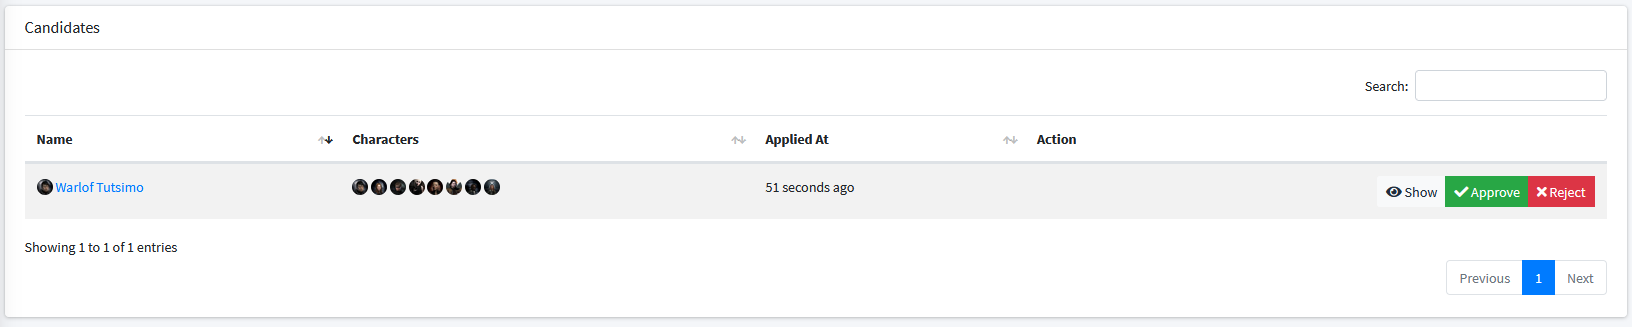 Candidates
Search:
Name Characters Applied At Action
Warlof Tutsimo 51 seconds ago Show Approve Reject
Showing 1 to 1 of 1 entries
Previous 1 Next